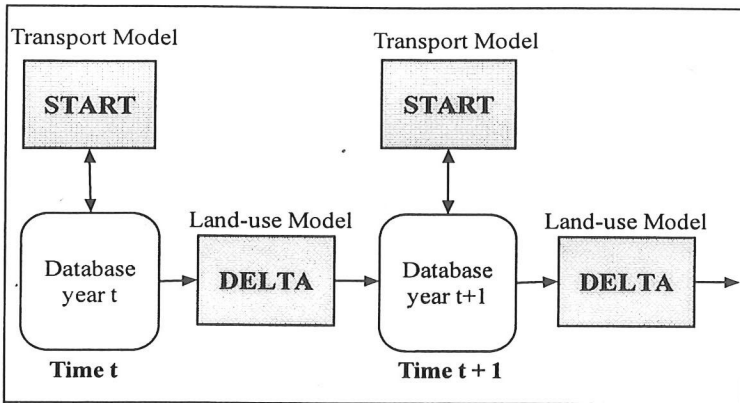 Transport Model
START
Transport Model
START
Land-use Model
Land-use Model
Database
year t
DELTA
Database
year t+1
DELTA
Time t
Time t + 1